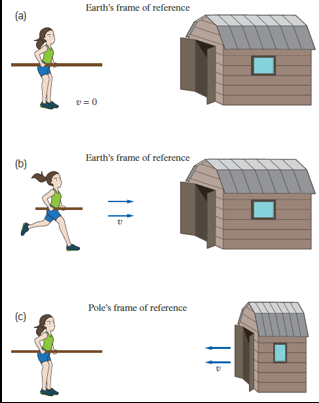 Earth's frame of reference
(a)
v = 0
Earth's frame of reference
(b)
v
Pole's frame of reference
(c)
v